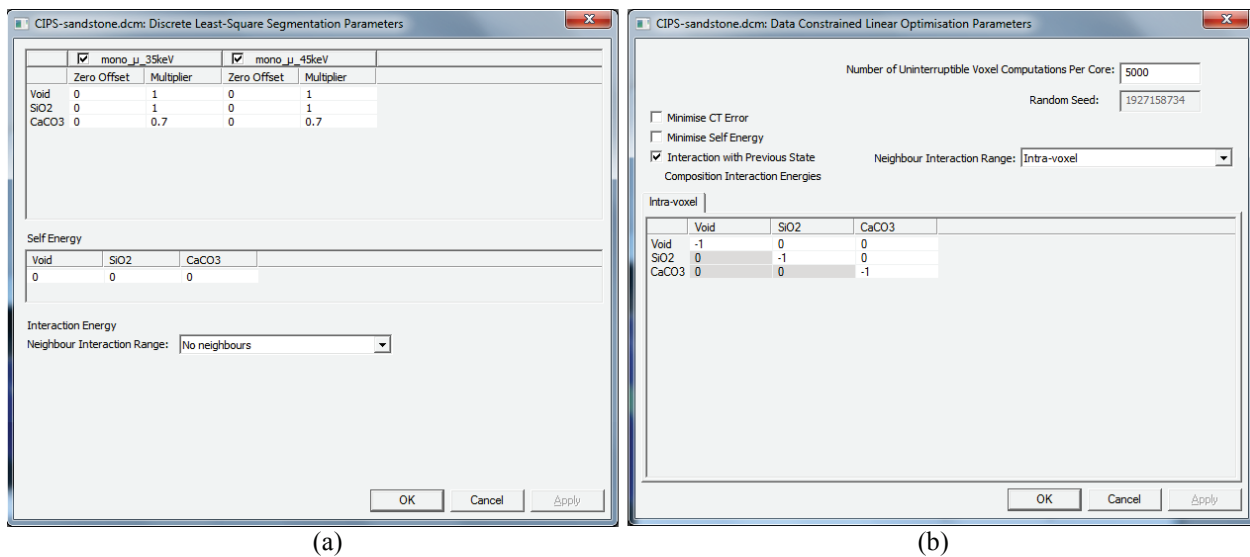 CIPS-sandstone.dcm: Discrete Least-Square Segmentation Parameters
mono_μ_35keV mono_μ_45keV
Zero Offset Multiplier Zero Offset Multiplier
Void 0 1 0 1
SiO2 0 1 0 1
CaCO3 0 0.7 0 0.7
Self Energy
Void SiO2 CaCO3
0 0 0
Interaction Energy
Neighbour Interaction Range: No neighbours
OK Cancel Apply
(a)
CIPS-sandstone.dcm: Data Constrained Linear Optimisation Parameters
Number of Uninterruptible Voxel Computations Per Core: 5000
Random Seed: 1927158734
Minimise CT Error
Minimise Self Energy
Interaction with Previous State Neighbour Interaction Range: Intra-voxel
Composition Interaction Energies
Intra-voxel
Void SiO2 CaCO3
Void -1 0 0
SiO2 0 -1 0
CaCO3 0 0 -1
OK Cancel Apply
(b)